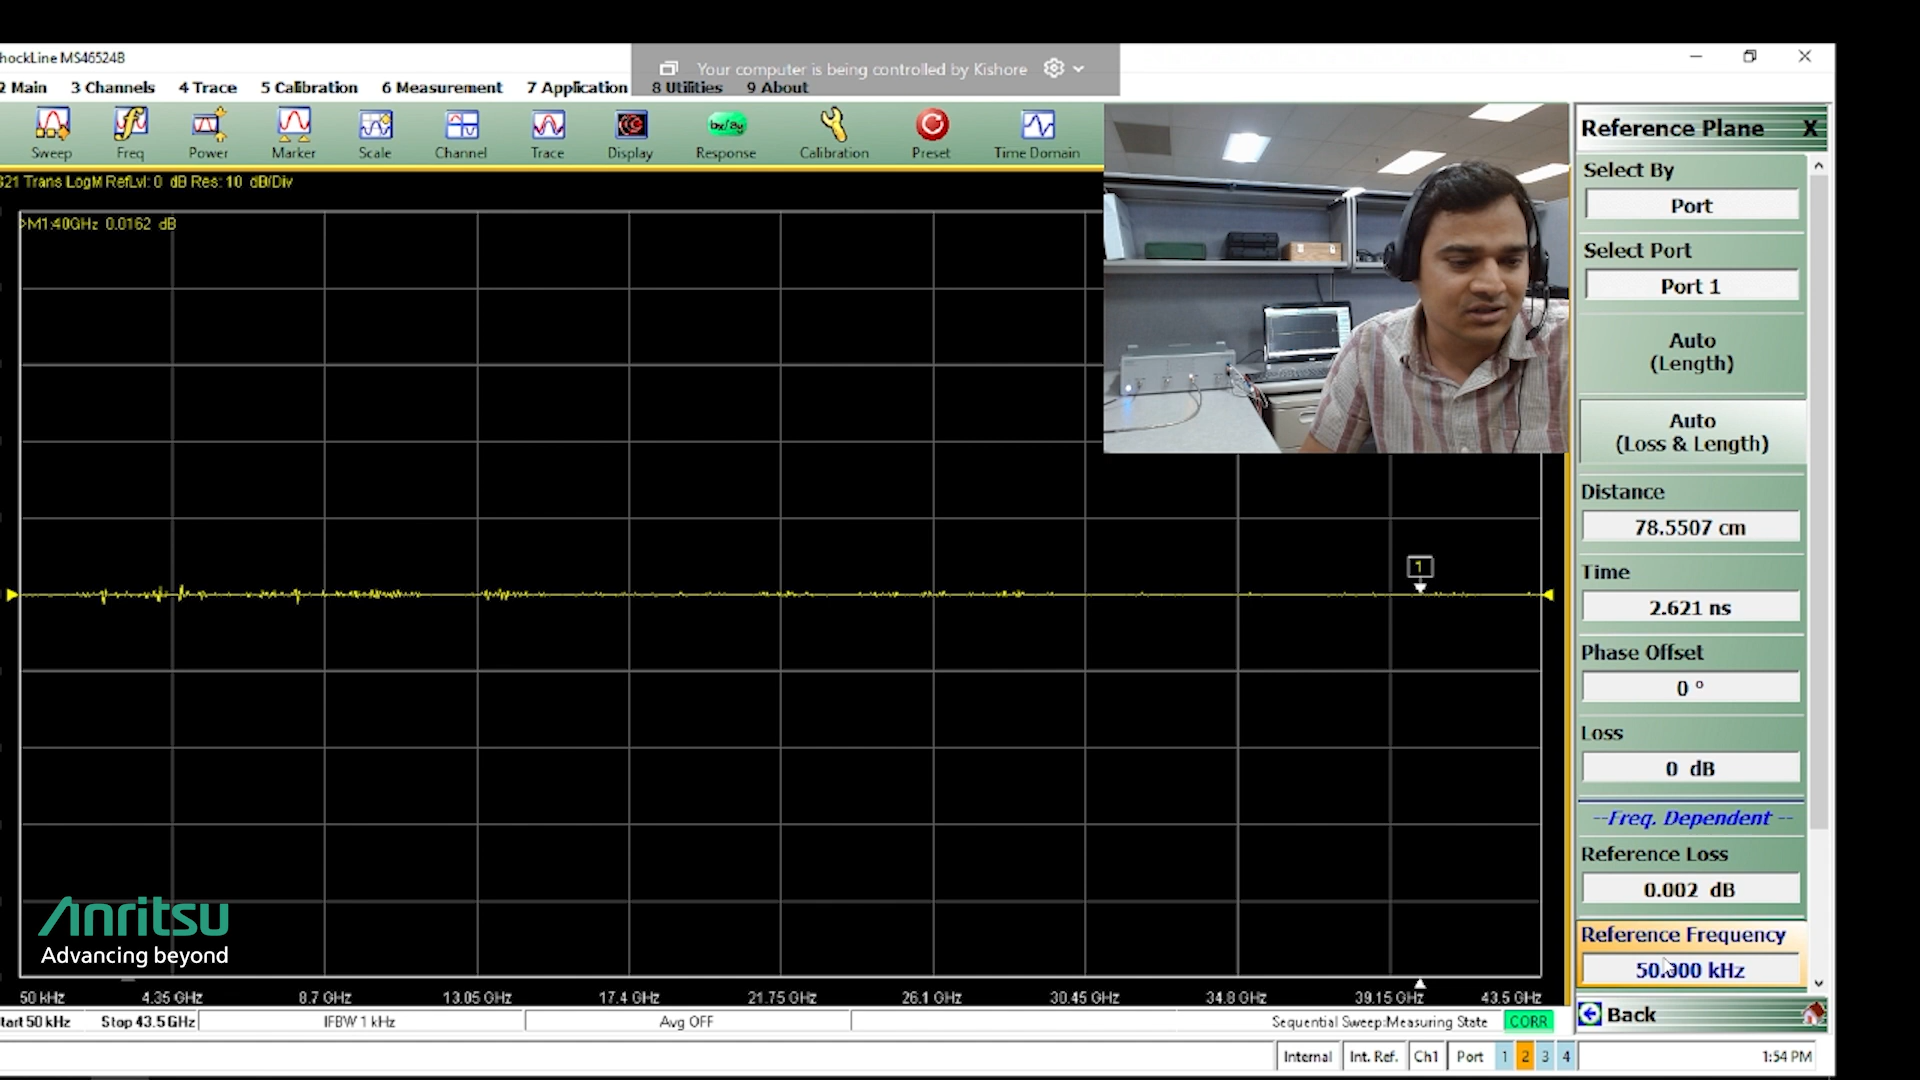 hockLine MS46524B
Your computer is being controlled by Kishore
2 Main 3 Channels 4 Trace 5 Calibration 6 Measurement 7 Application 8 Utilities 9 About
Sweep Freq Power Marker Scale Channel Trace Display Response Calibration Preset Time Domain
bx/ay
S21 Trans LogM RefLvl: 0 dB Res: 10 dB/Div
>M1:40GHz 0.0162 dB
1
Anritsu
Advancing beyond
50 kHz 4.35 GHz 8.7 GHz 13.05 GHz 17.4 GHz 21.75 GHz 26.1 GHz 30.45 GHz 34.8 GHz 39.15 GHz 43.5 GHz
tart 50 kHz Stop 43.5 GHz IFBW 1 kHz Avg OFF Sequential Sweep:Measuring State CORR
Internal Int. Ref. Ch1 Port 1 2 3 4 1:54 PM
Reference Plane X
Select By
Port
Select Port
Port 1
Auto
(Length)
Auto
(Loss & Length)
Distance
78.5507 cm
Time
2.621 ns
Phase Offset
0 °
Loss
0 dB
--Freq. Dependent --
Reference Loss
0.002 dB
Reference Frequency
50.000 kHz
Back